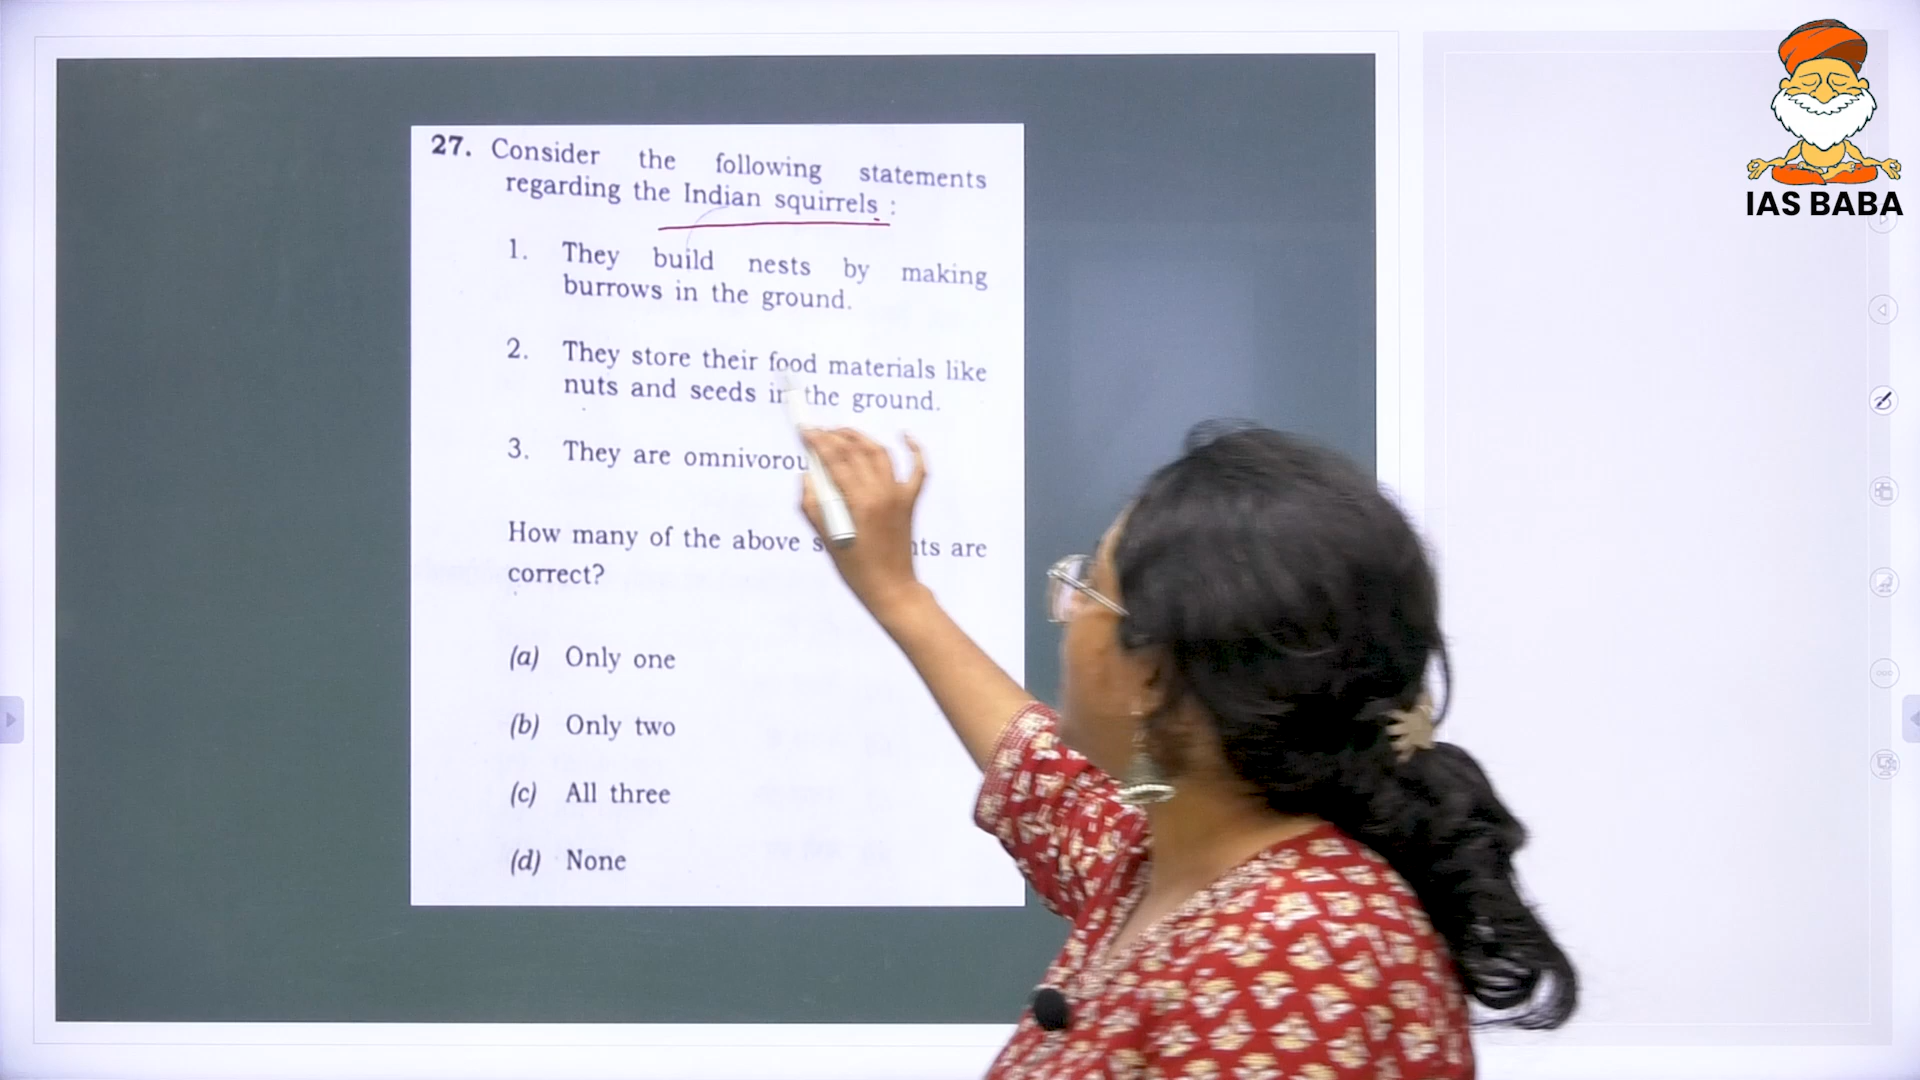 27. Consider the following statements
regarding the Indian squirrels :
1. They build nests by making
burrows in the ground.
2. They store their food materials like
nuts and seeds in the ground.
3. They are
How many of the above are
correct?
(a) Only one
(b) Only two
(c) All three
(d) None
IAS BABA